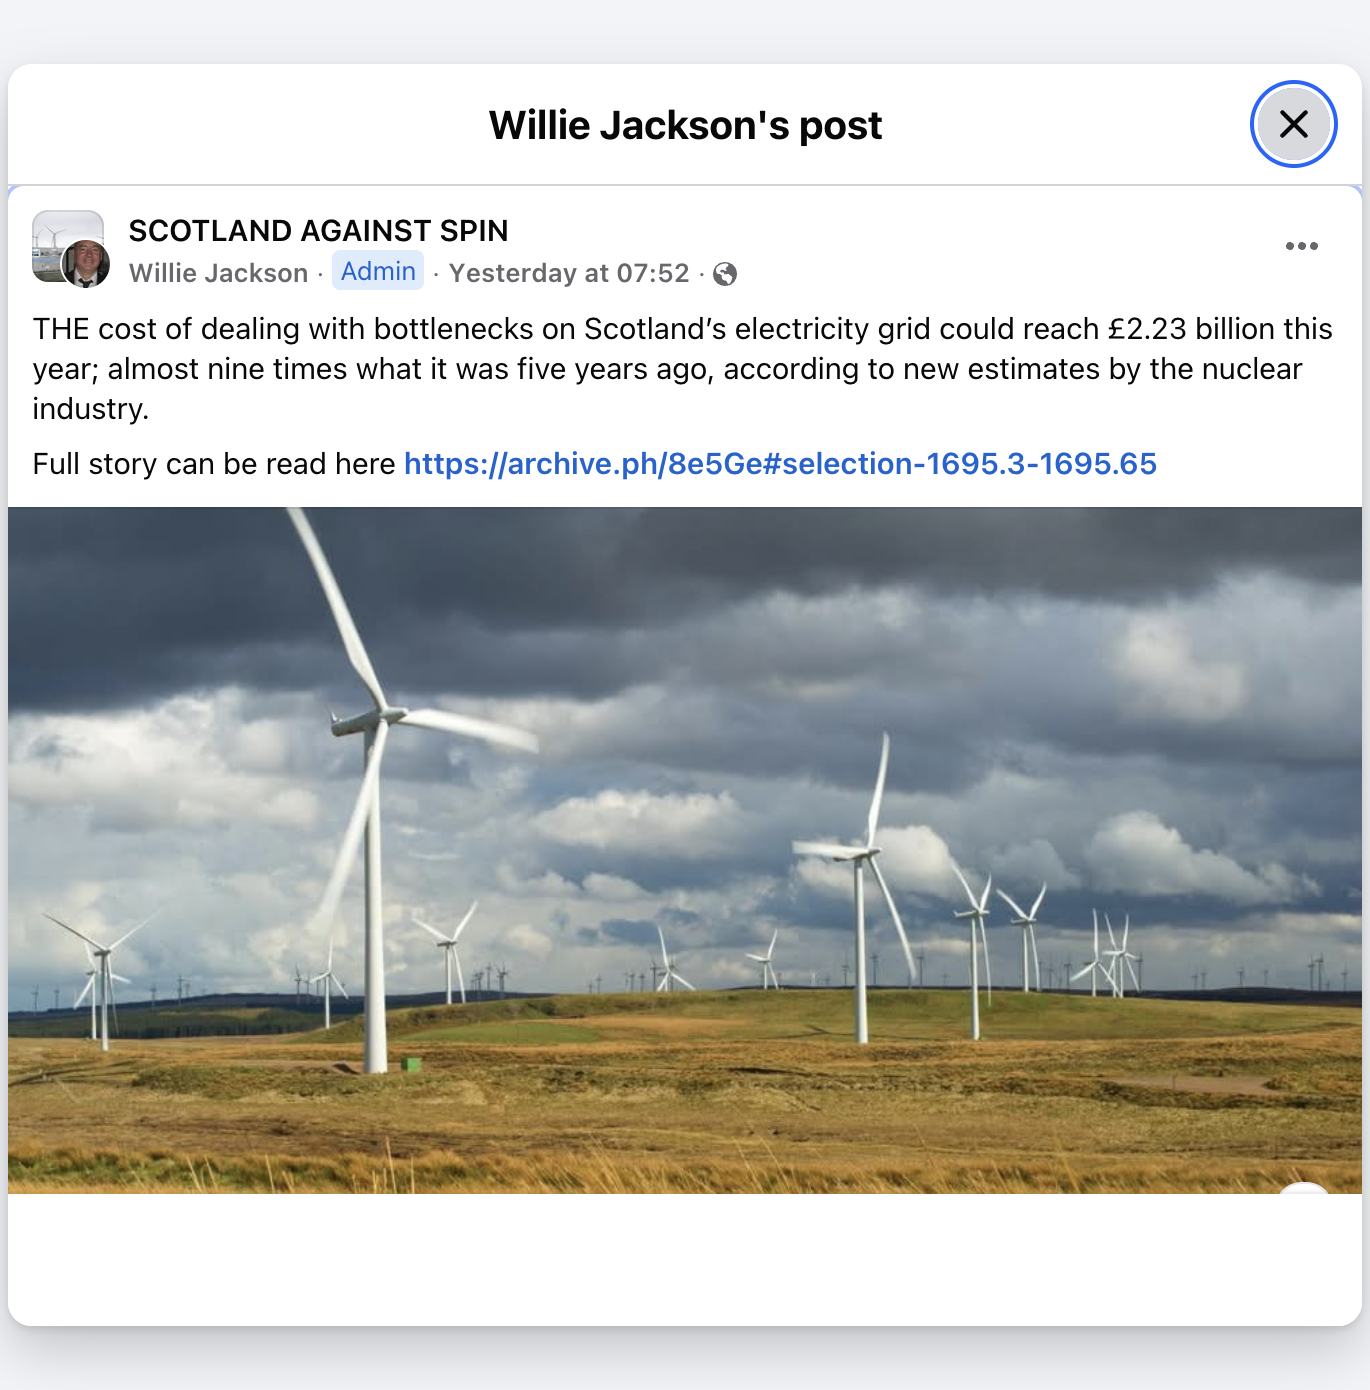 Willie Jackson's post
SCOTLAND AGAINST SPIN
Willie Jackson · Admin · Yesterday at 07:52 ·
THE cost of dealing with bottlenecks on Scotland’s electricity grid could reach £2.23 billion this
year; almost nine times what it was five years ago, according to new estimates by the nuclear
industry.
Full story can be read here https://archive.ph/8e5Ge#selection-1695.3-1695.65